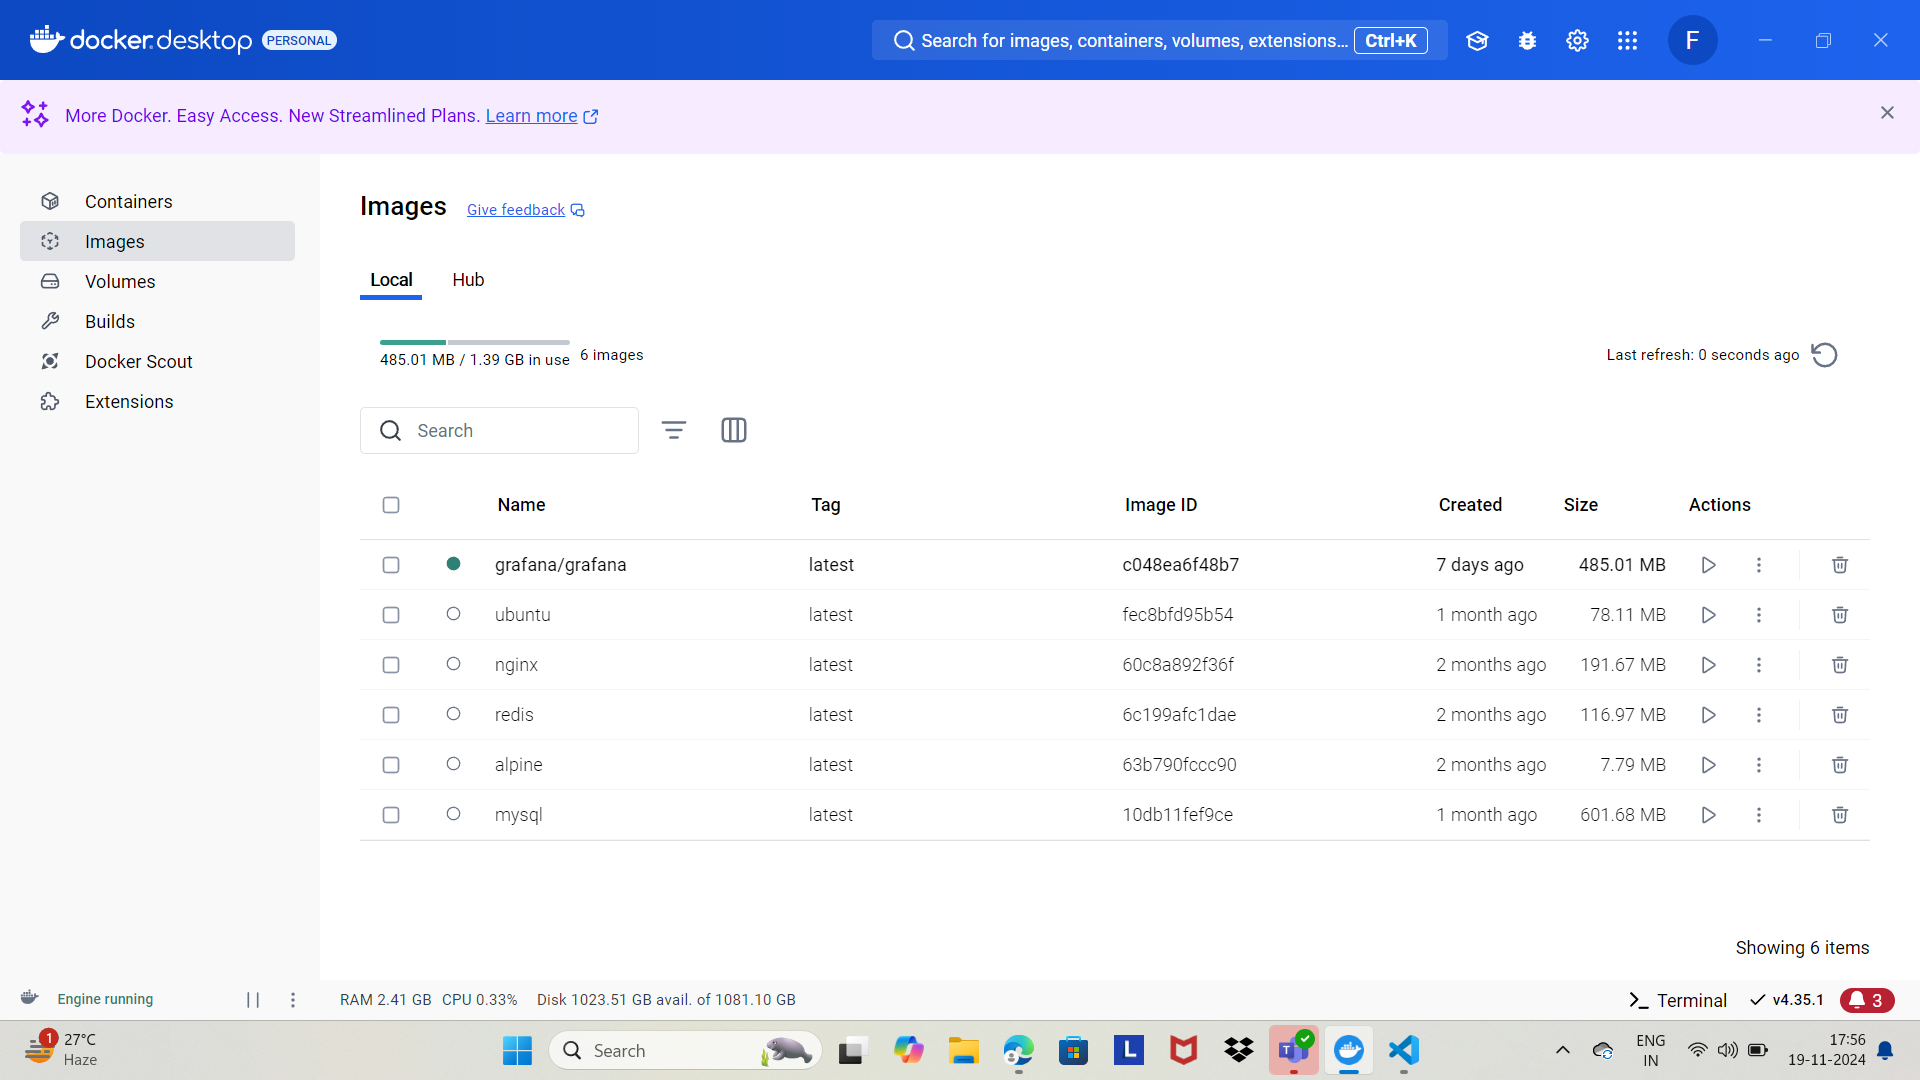 docker desktop PERSONAL
Search for images, containers, volumes, extensions... Ctrl+K
F
More Docker. Easy Access. New Streamlined Plans. Learn more
Containers
Images
Volumes
Builds
Docker Scout
Extensions
Images Give feedback
Local Hub
485.01 MB / 1.39 GB in use 6 images
Last refresh: 0 seconds ago
Search
Name Tag Image ID Created Size Actions
grafana/grafana latest c048ea6f48b7 7 days ago 485.01 MB
ubuntu latest fec8bfd95b54 1 month ago 78.11 MB
nginx latest 60c8a892f36f 2 months ago 191.67 MB
redis latest 6c199afc1dae 2 months ago 116.97 MB
alpine latest 63b790fccc90 2 months ago 7.79 MB
mysql latest 10db11fef9ce 1 month ago 601.68 MB
Showing 6 items
Engine running RAM 2.41 GB CPU 0.33% Disk 1023.51 GB avail. of 1081.10 GB Terminal v4.35.1 3
1
27°C
Haze
Search
L
T
ENG
IN
17:56
19-11-2024